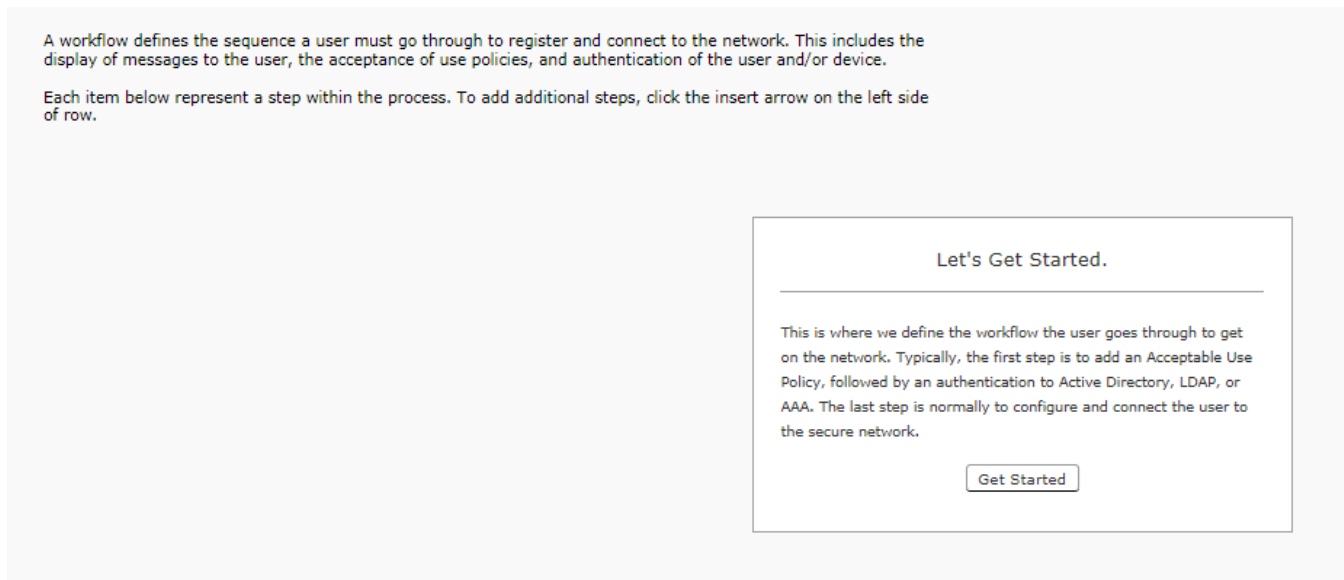 A workflow defines the sequence a user must go through to register and connect to the network. This includes the
display of messages to the user, the acceptance of use policies, and authentication of the user and/or device.
Each item below represent a step within the process. To add additional steps, click the insert arrow on the left side
of row.
Let's Get Started.
This is where we define the workflow the user goes through to get
on the network. Typically, the first step is to add an Acceptable Use
Policy, followed by an authentication to Active Directory, LDAP, or
AAA. The last step is normally to configure and connect the user to
the secure network.
Get Started